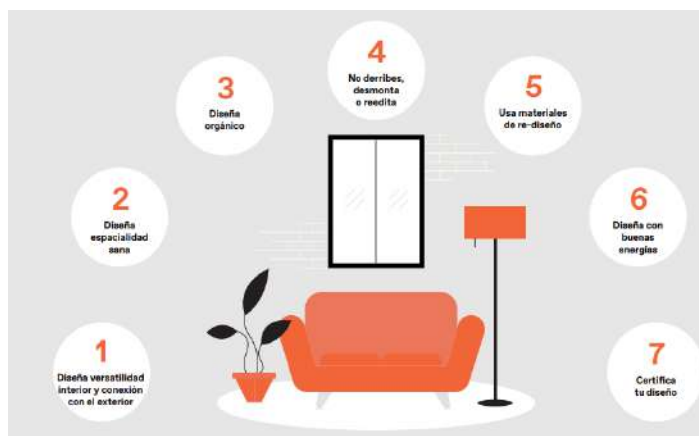 1
Diseña versatilidad
interior y conexión
con el exterior
2
Diseña
espacialidad
sana
3
Diseña
orgánico
4
No derribes,
desmonta
o reedita
5
Usa materiales
de re-diseño
6
Diseña con
buenas
energías
7
Certifica
tu diseño